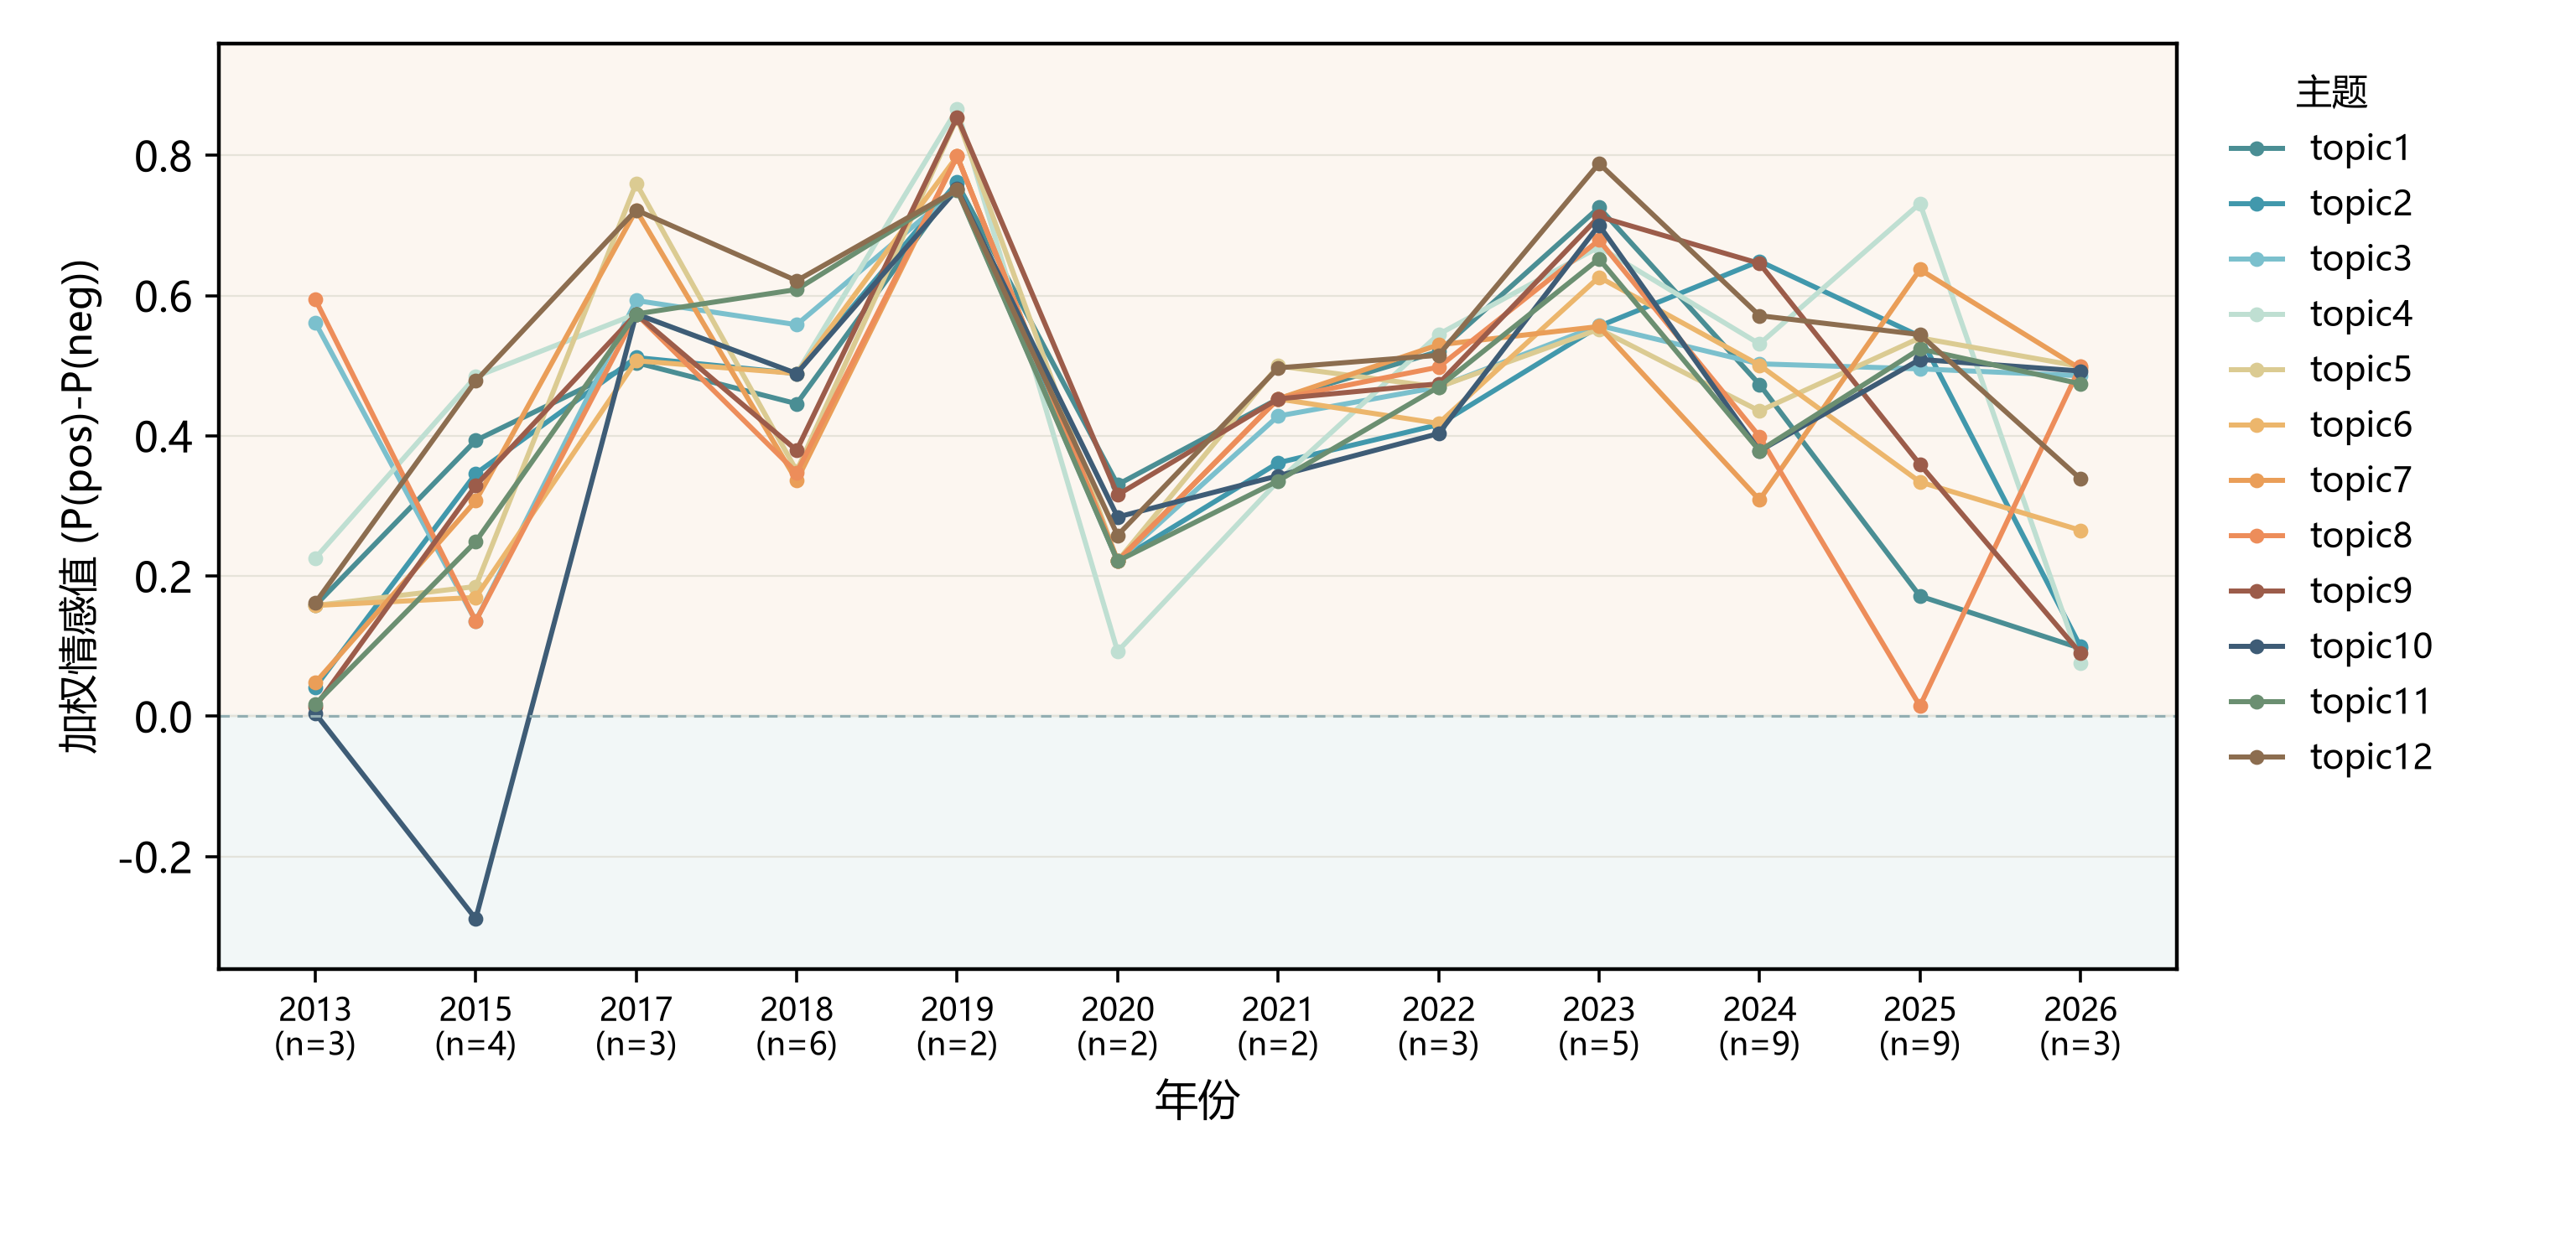 加权情感值 (P(pos)-P(neg))
0.8
0.6
0.4
0.2
0.0
-0.2
2013
(n=3)
2015
(n=4)
2017
(n=3)
2018
(n=6)
2019
(n=2)
2020
(n=2)
2021
(n=2)
2022
(n=3)
2023
(n=5)
2024
(n=9)
2025
(n=9)
2026
(n=3)
年份
主题
topic1
topic2
topic3
topic4
topic5
topic6
topic7
topic8
topic9
topic10
topic11
topic12